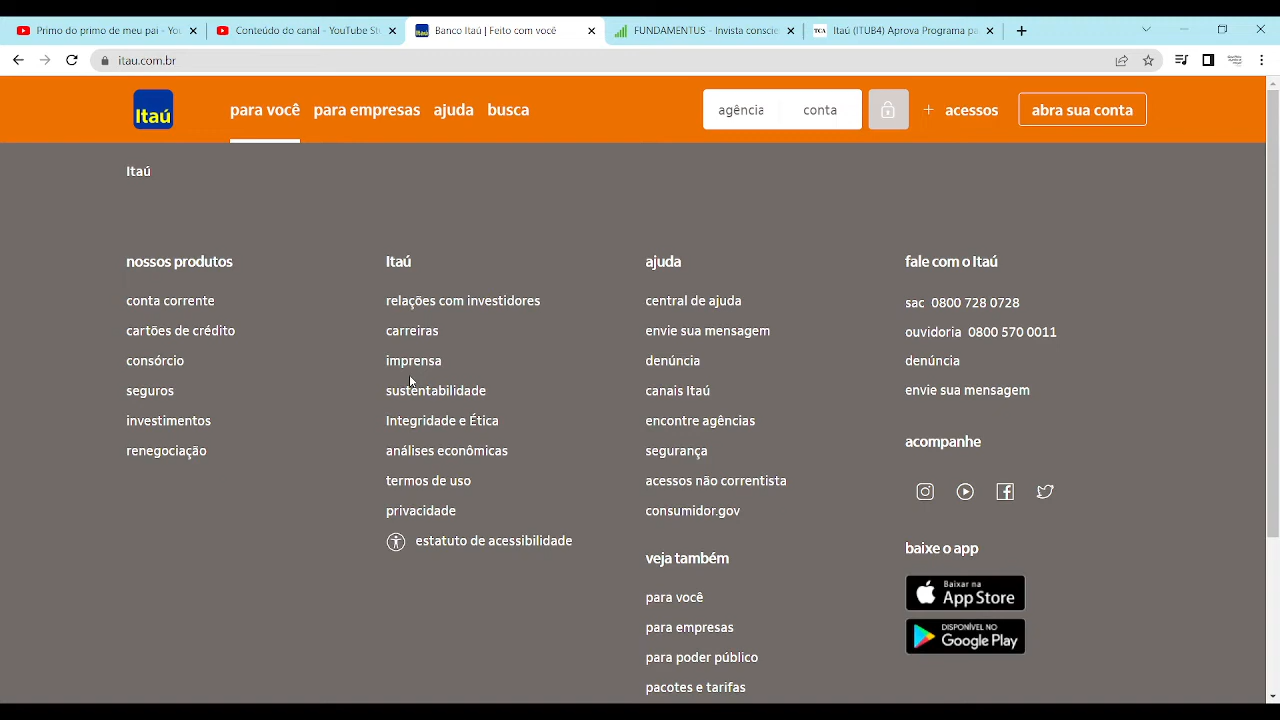 Primo do primo de meu pai - Yo
Conteúdo do canal - YouTube St
Banco Itaú | Feito com você
FUNDAMENTUS - Invista conscie
TCA
Itaú (ITUB4) Aprova Programa pa
itau.com.br
Itaú
para você
para empresas
ajuda
busca
agência
conta
+ acessos
abra sua conta
Itaú
nossos produtos
conta corrente
cartões de crédito
consórcio
seguros
investimentos
renegociação
Itaú
relações com investidores
carreiras
imprensa
sustentabilidade
Integridade e Ética
análises econômicas
termos de uso
privacidade
estatuto de acessibilidade
ajuda
central de ajuda
envie sua mensagem
denúncia
canais Itaú
encontre agências
segurança
acessos não correntista
consumidor.gov
veja também
para você
para empresas
para poder público
pacotes e tarifas
fale com o Itaú
sac 0800 728 0728
ouvidoria 0800 570 0011
denúncia
envie sua mensagem
acompanhe
baixe o app
Baixar na
App Store
DISPONÍVEL NO
Google Play